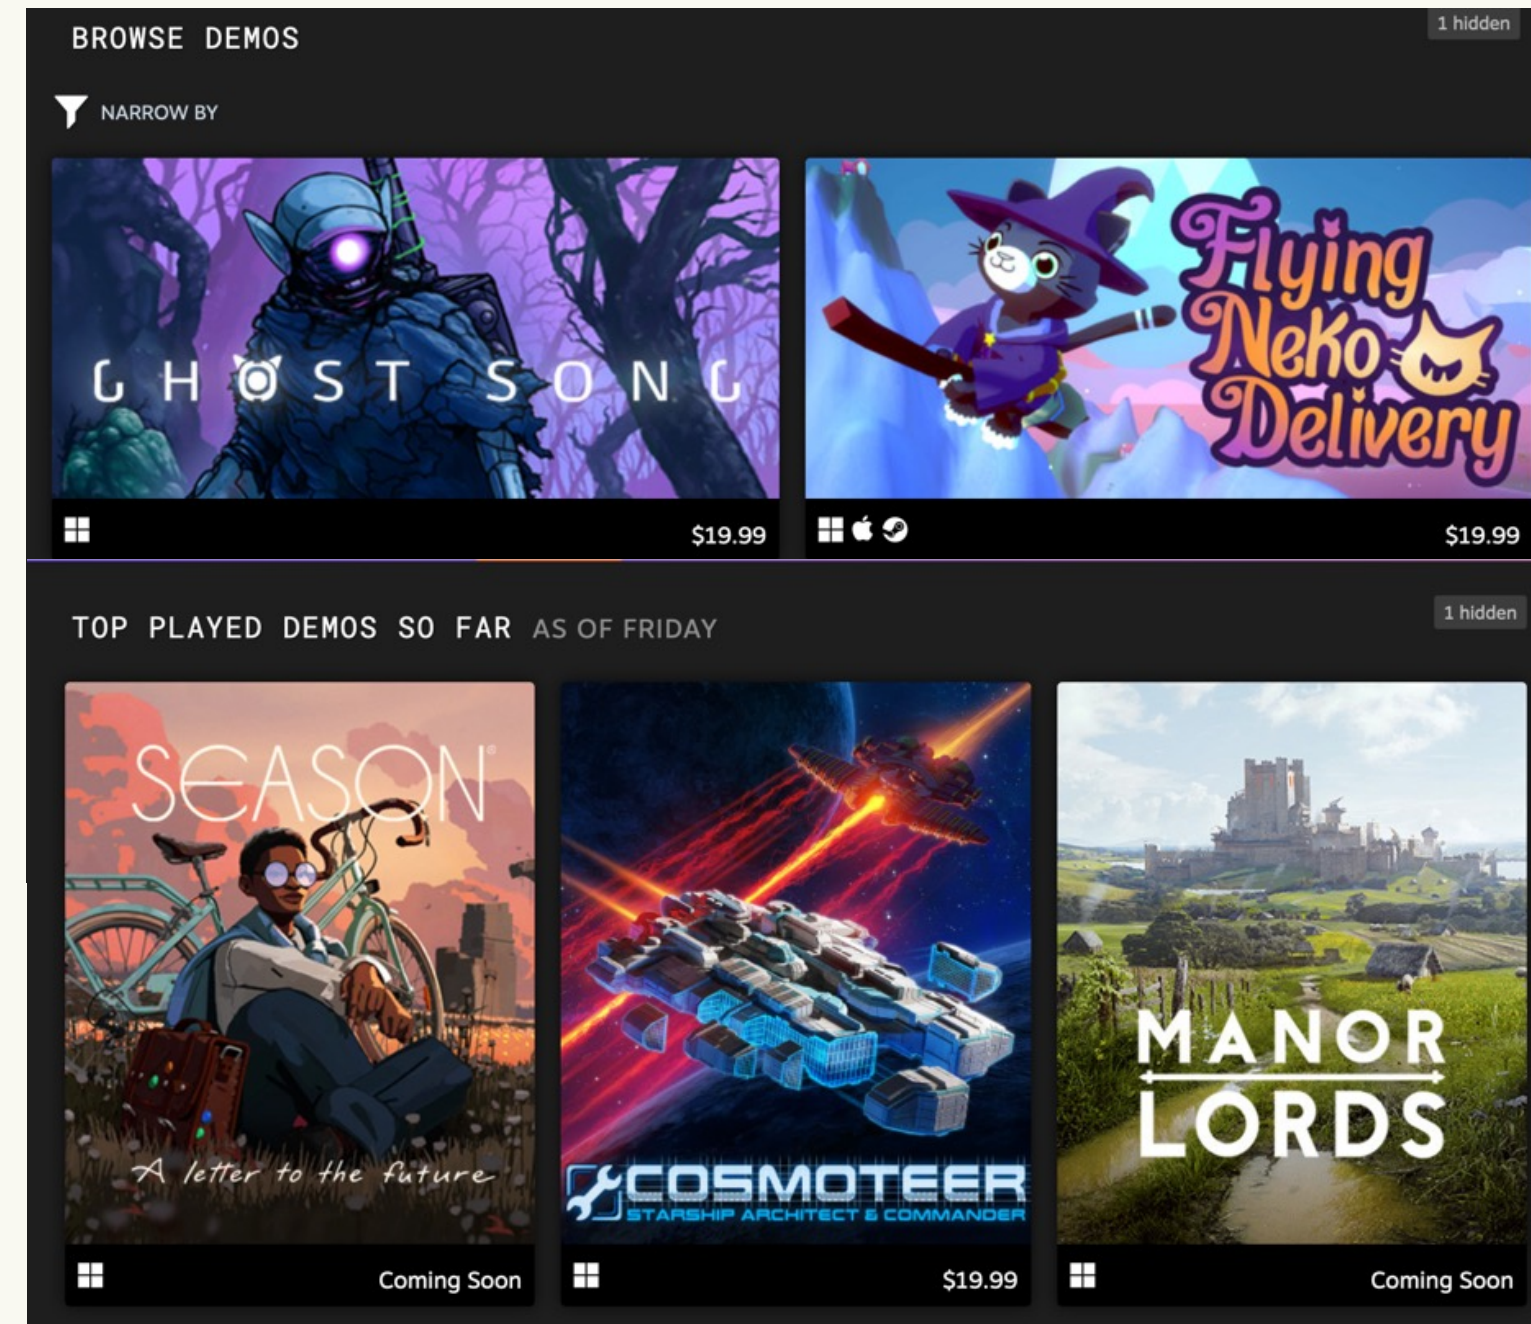 BROWSE DEMOS
1 hidden
NARROW BY
GHOST SONG
Flying
Neko
Delivery
$19.99
$19.99
TOP PLAYED DEMOS SO FAR AS OF FRIDAY
1 hidden
SEASON
A letter to the future
COSMOTEER
STARSHIP ARCHITECT & COMMANDER
MANOR
LORDS
Coming Soon
$19.99
Coming Soon